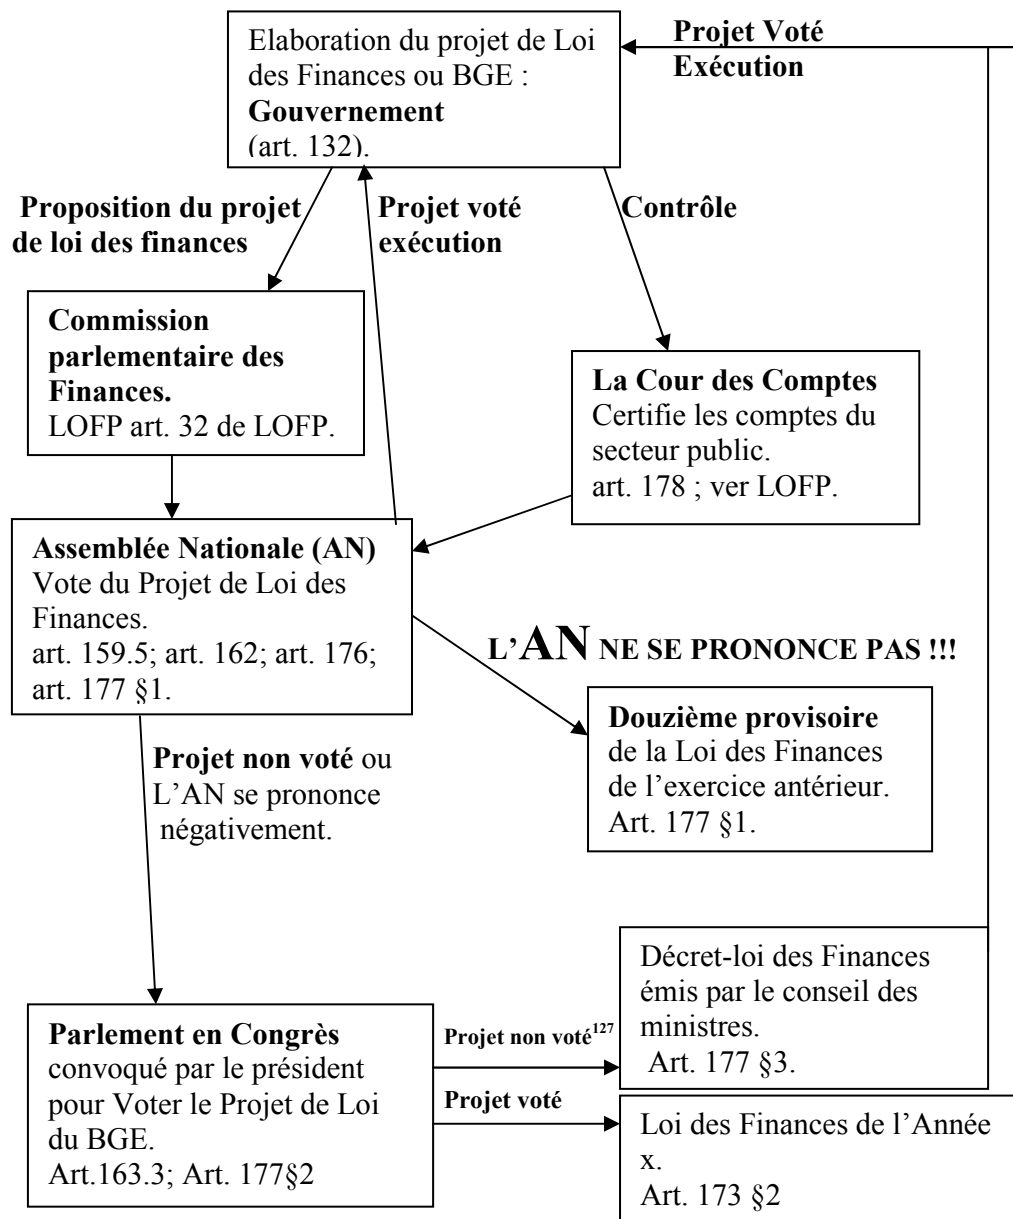 Elaboration du projet de Loi
des Finances ou BGE :
Gouvernement
(art. 132).
Projet Voté
Exécution
Proposition du projet
de loi des finances
Projet voté
exécution
Contrôle
Commission
parlementaire des
Finances.
LOFP art. 32 de LOFP.
La Cour des Comptes
Certifie les comptes du
secteur public.
art. 178 ; ver LOFP.
Assemblée Nationale (AN)
Vote du Projet de Loi des
Finances.
art. 159.5; art. 162; art. 176;
art. 177 §1.
L’AN NE SE PRONONCE PAS !!!
Douzième provisoire
de la Loi des Finances
de l’exercice antérieur.
Art. 177 §1.
Projet non voté ou
L’AN se prononce
négativement.
Parlement en Congrès
convoqué par le président
pour Voter le Projet de Loi
du BGE.
Art.163.3; Art. 177§2
Projet non voté¹²⁷
Projet voté
Décret-loi des Finances
émis par le conseil des
ministres.
Art. 177 §3.
Loi des Finances de l’Année
x.
Art. 173 §2